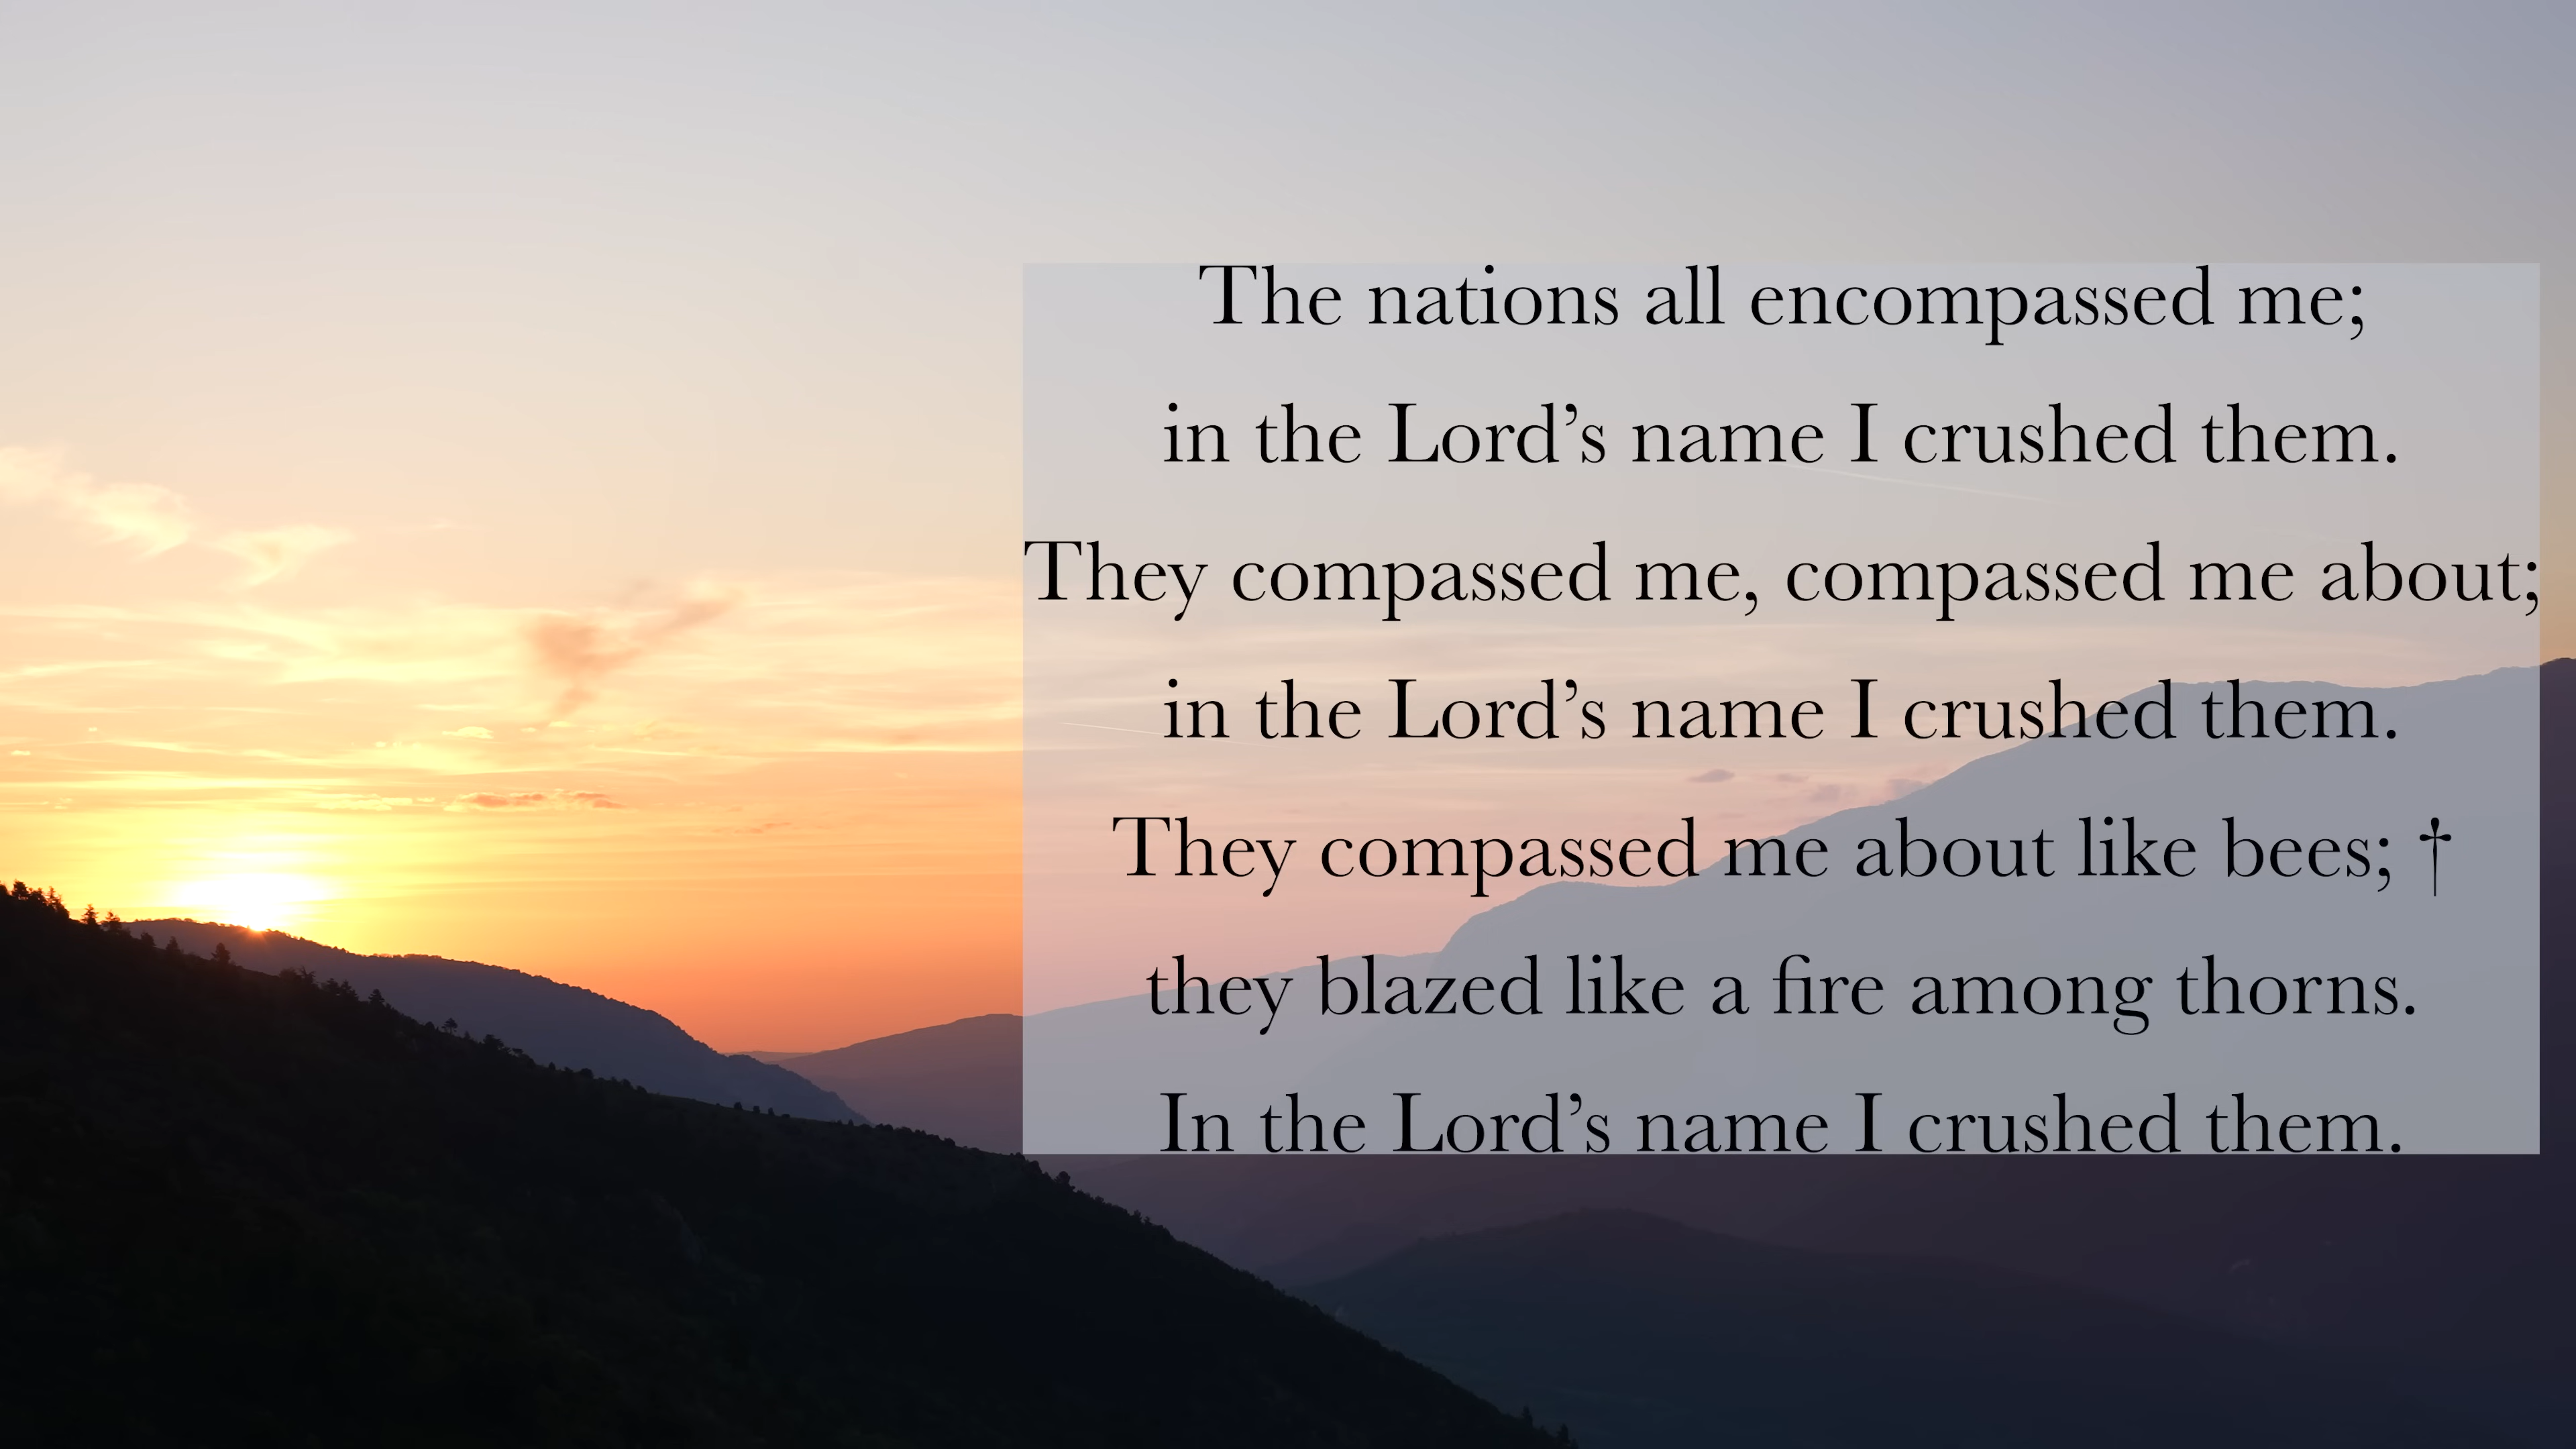 The nations all encompassed me;
in the Lord’s name I crushed them.
They compassed me, compassed me about;
in the Lord’s name I crushed them.
They compassed me about like bees; †
they blazed like a fire among thorns.
In the Lord’s name I crushed them.